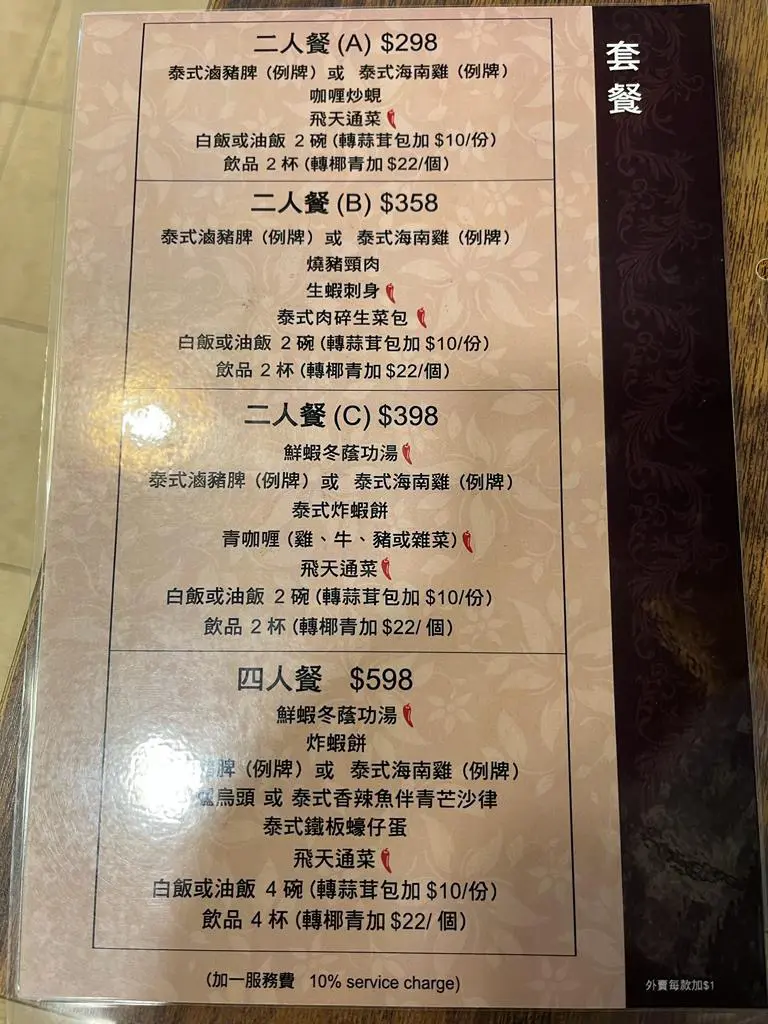 套餐
二人餐 (A) $298
泰式滷豬脾（例牌）或 泰式海南雞（例牌）
咖喱炒蜆
飛天通菜
白飯或油飯 2 碗 (轉蒜茸包加 $10/份)
飲品 2 杯 (轉椰青加 $22/個)
二人餐 (B) $358
泰式滷豬脾（例牌）或 泰式海南雞（例牌）
燒豬頸肉
生蝦刺身
泰式肉碎生菜包
白飯或油飯 2 碗 (轉蒜茸包加 $10/份)
飲品 2 杯 (轉椰青加 $22/個)
二人餐 (C) $398
鮮蝦冬蔭功湯
泰式滷豬脾（例牌）或 泰式海南雞（例牌）
泰式炸蝦餅
青咖喱 (雞、牛、豬或雜菜)
飛天通菜
白飯或油飯 2 碗 (轉蒜茸包加 $10/份)
飲品 2 杯 (轉椰青加 $22/ 個)
四人餐 $598
鮮蝦冬蔭功湯
炸蝦餅
脾（例牌）或 泰式海南雞（例牌）
烏頭 或 泰式香辣魚伴青芒沙律
泰式鐵板蠔仔蛋
飛天通菜
白飯或油飯 4 碗 (轉蒜茸包加 $10/份)
飲品 4 杯 (轉椰青加 $22/ 個)
(加一服務費 10% service charge)
外賣每款加$1